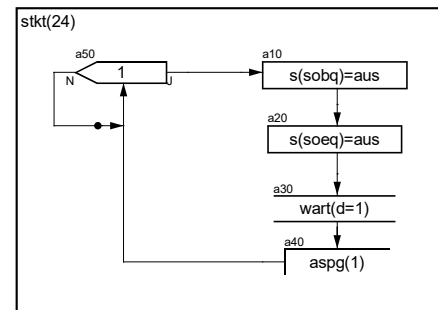 stkt(24)
a50
1
N
J
a10
s(sobq)=aus
a20
s(soeq)=aus
a30
wart(d=1)
a40
aspg(1)